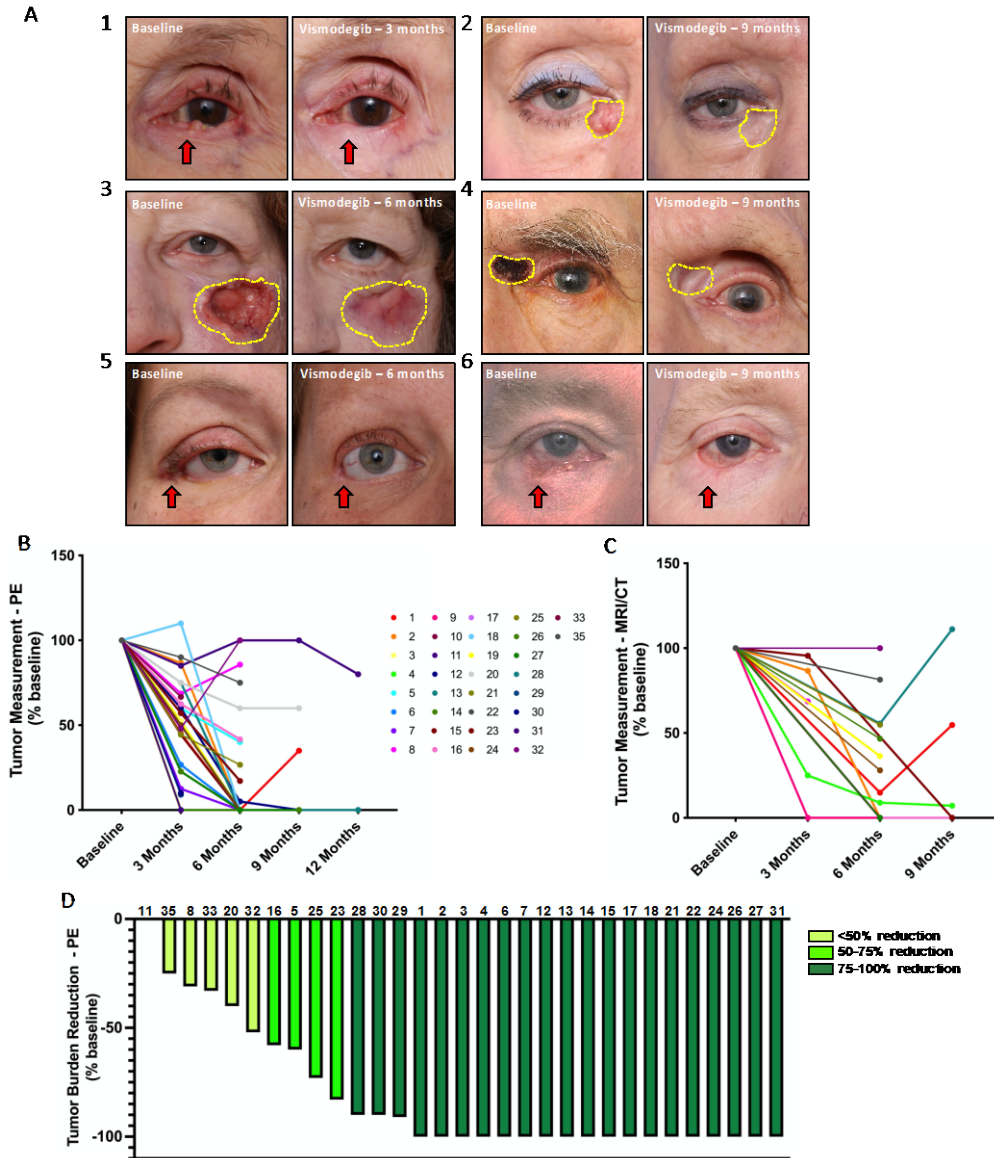 A
1 Baseline Vismodegib – 3 months 2 Baseline Vismodegib – 9 months
3 Baseline Vismodegib – 6 months 4 Baseline Vismodegib – 9 months
5 Baseline Vismodegib – 6 months 6 Baseline Vismodegib – 9 months
B
Tumor Measurement - PE
(% baseline)
150
100
50
0
Baseline 3 Months 6 Months 9 Months 12 Months
1 9 17 25 33
2 10 18 26 35
3 11 19 27
4 12 20 28
5 13 21 29
6 14 22 30
7 15 23 31
8 16 24 32
C
Tumor Measurement - MRI/CT
(% baseline)
150
100
50
0
Baseline 3 Months 6 Months 9 Months
D
11 35 8 33 20 32 16 5 25 23 28 30 29 1 2 3 4 6 7 12 13 14 15 17 18 21 22 24 26 27 31
Tumor Burden Reduction - PE
(% baseline)
0
-50
-100
<50% reduction
50-75% reduction
75-100% reduction